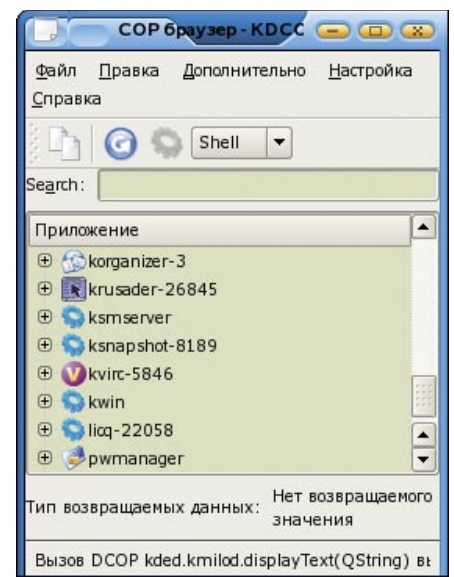 COP браузер - KDCC
Файл Правка Дополнительно Настройка
Справка
Shell
Search:
Приложение
korganizer-3
krusader-26845
ksmserver
ksnapshot-8189
kvirc-5846
kwin
licq-22058
pwmanager
Тип возвращаемых данных: Нет возвращаемого
значения
Вызов DCOP kded.kmilod.displayText(QString) вы